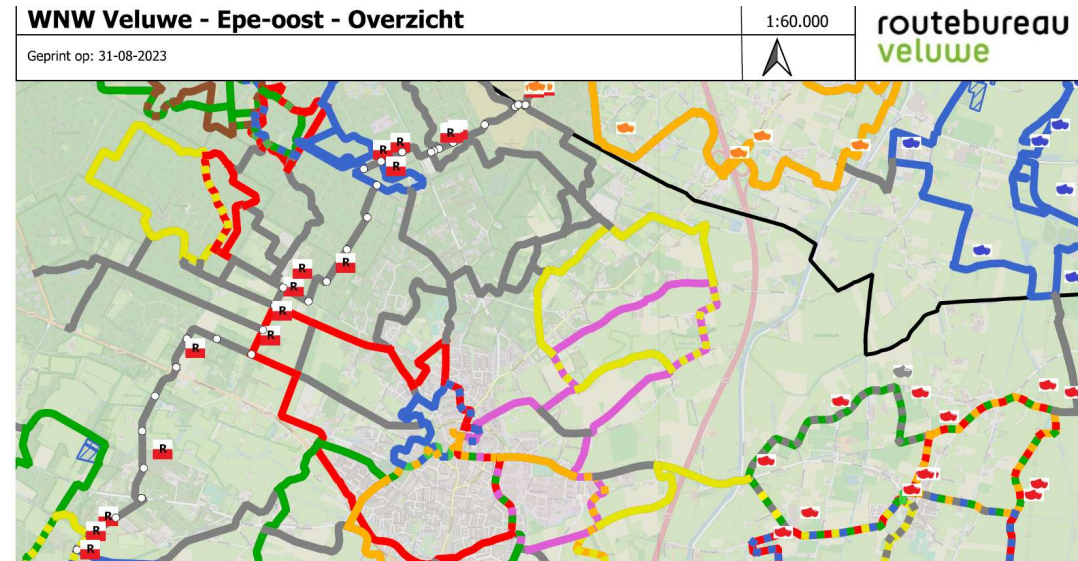 WNW Veluwe - Epe-oost - Overzicht
1:60.000
routebureau
veluwe
Geprint op: 31-08-2023
R
R
R
R
R
R
R
R
R
R
R
R
R
R